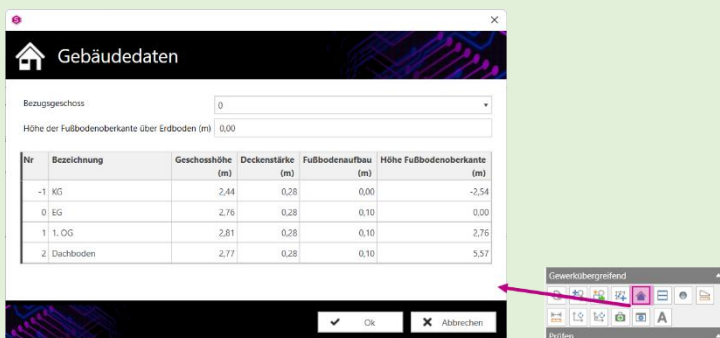 S
Gebäudedaten
Bezugsgeschoss 0
Höhe der Fußbodenoberkante über Erdboden (m) 0,00
Nr Bezeichnung Geschosshöhe (m) Deckenstärke (m) Fußbodenaufbau (m) Höhe Fußbodenoberkante (m)
-1 KG 2,44 0,28 0,00 -2,54
0 EG 2,76 0,28 0,10 0,00
1 1. OG 2,81 0,28 0,10 2,76
2 Dachboden 2,77 0,28 0,10 5,57
Ok Abbrechen
Gewerkübergreifend
A
Prüfen